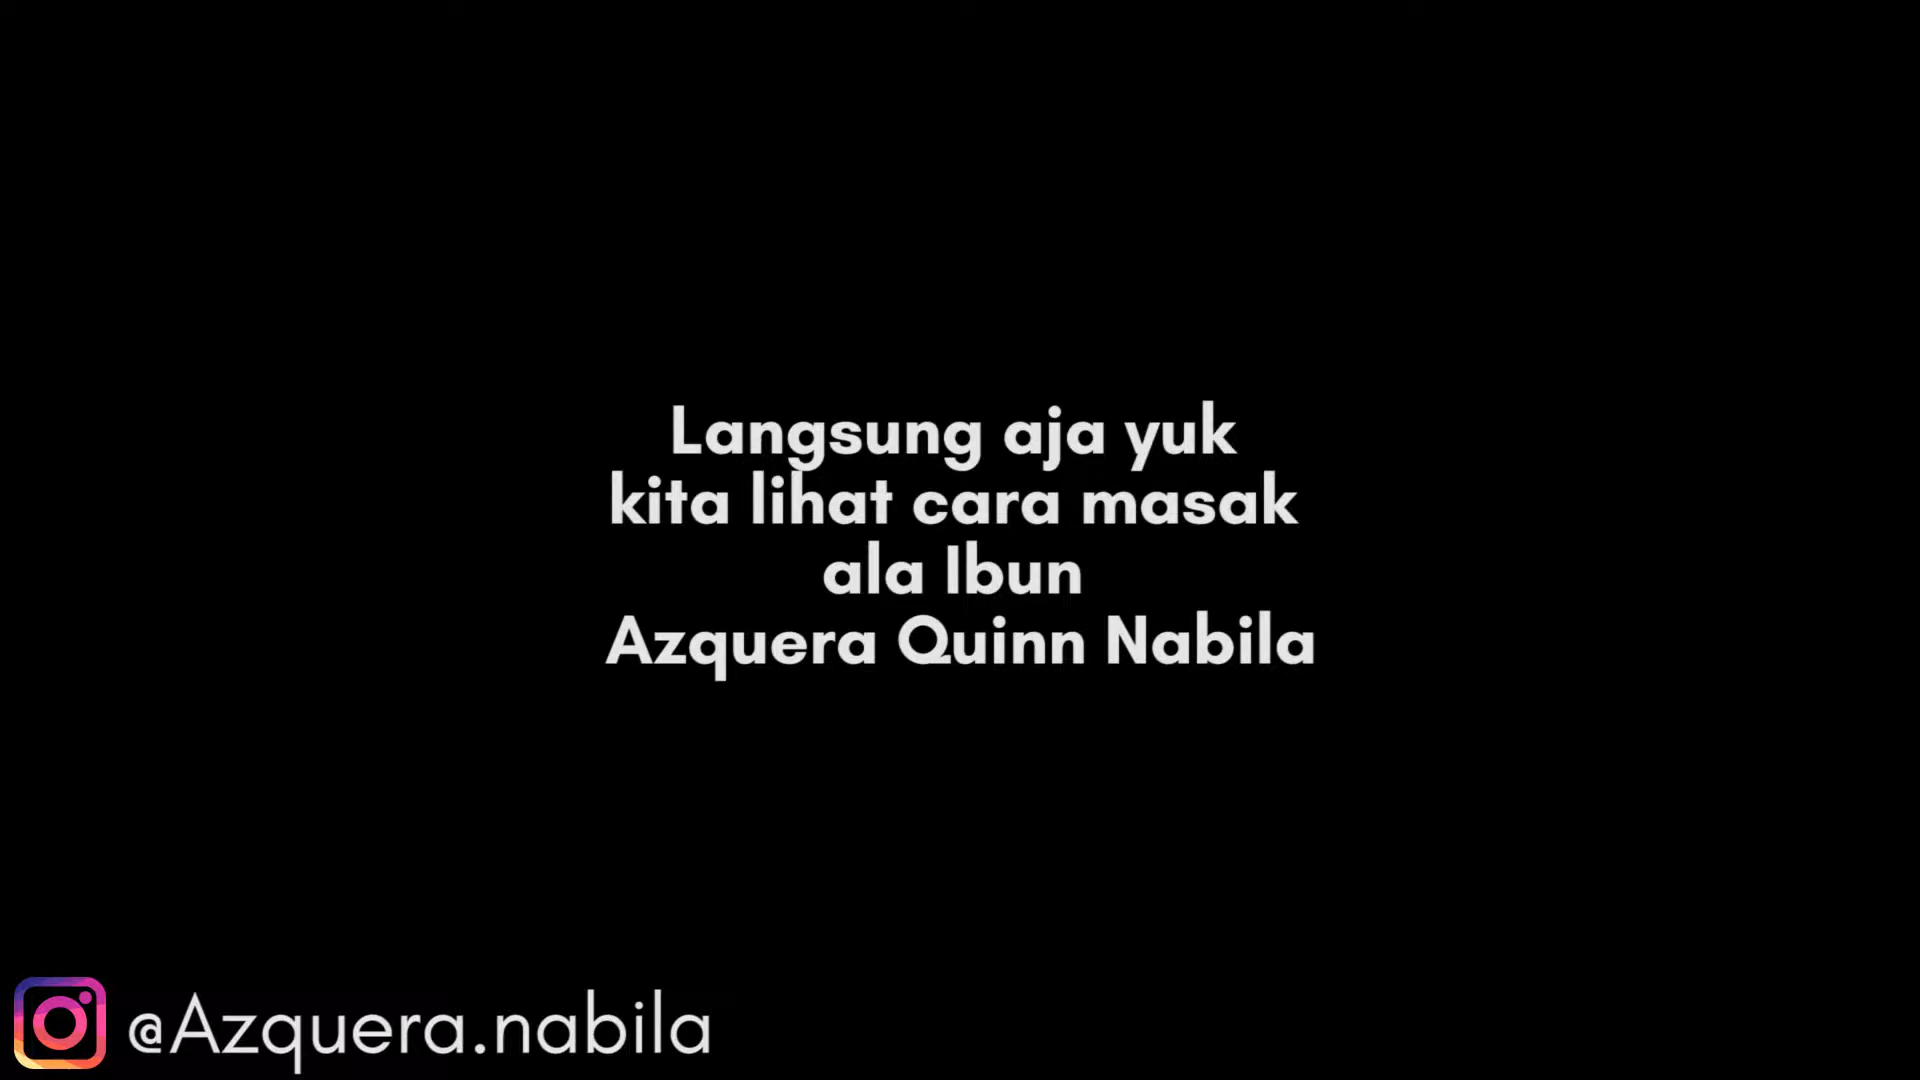 Langsung aja yuk
kita lihat cara masak
ala Ibun
Azquera Quinn Nabila
@Azquera.nabila